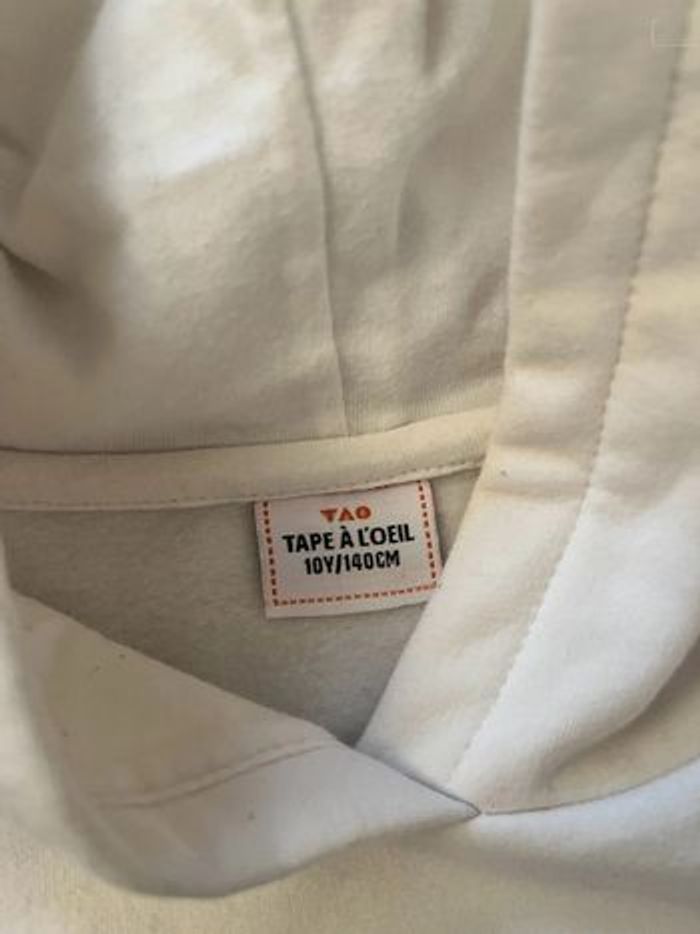 TAO
TAPE À L'OEIL
10Y/140CM